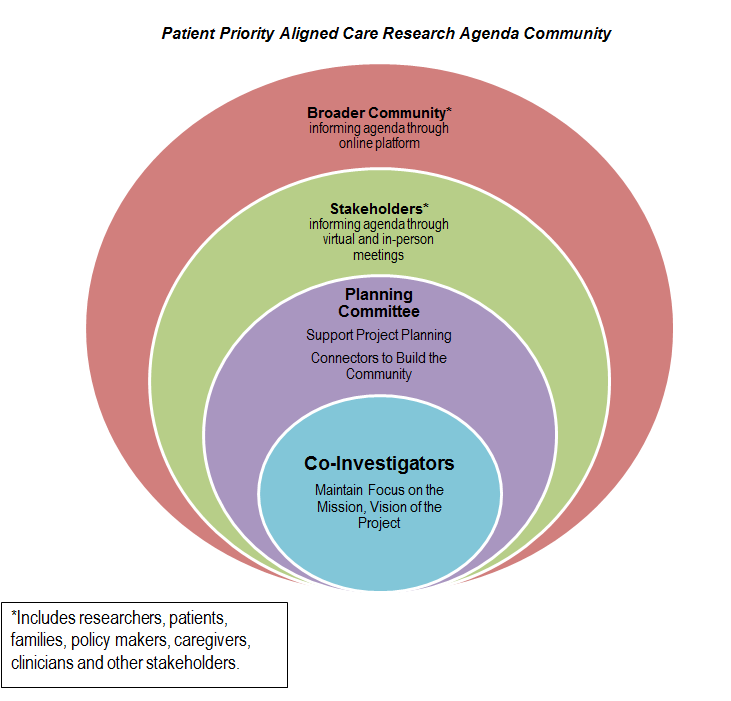 Patient Priority Aligned Care Research Agenda Community
Broader Community*
informing agenda through
online platform
Stakeholders*
informing agenda through
virtual and in-person
meetings
Planning
Committee
Support Project Planning
Connectors to Build the
Community
Co-Investigators
Maintain Focus on the
Mission, Vision of the
Project
*Includes researchers, patients,
families, policy makers, caregivers,
clinicians and other stakeholders.